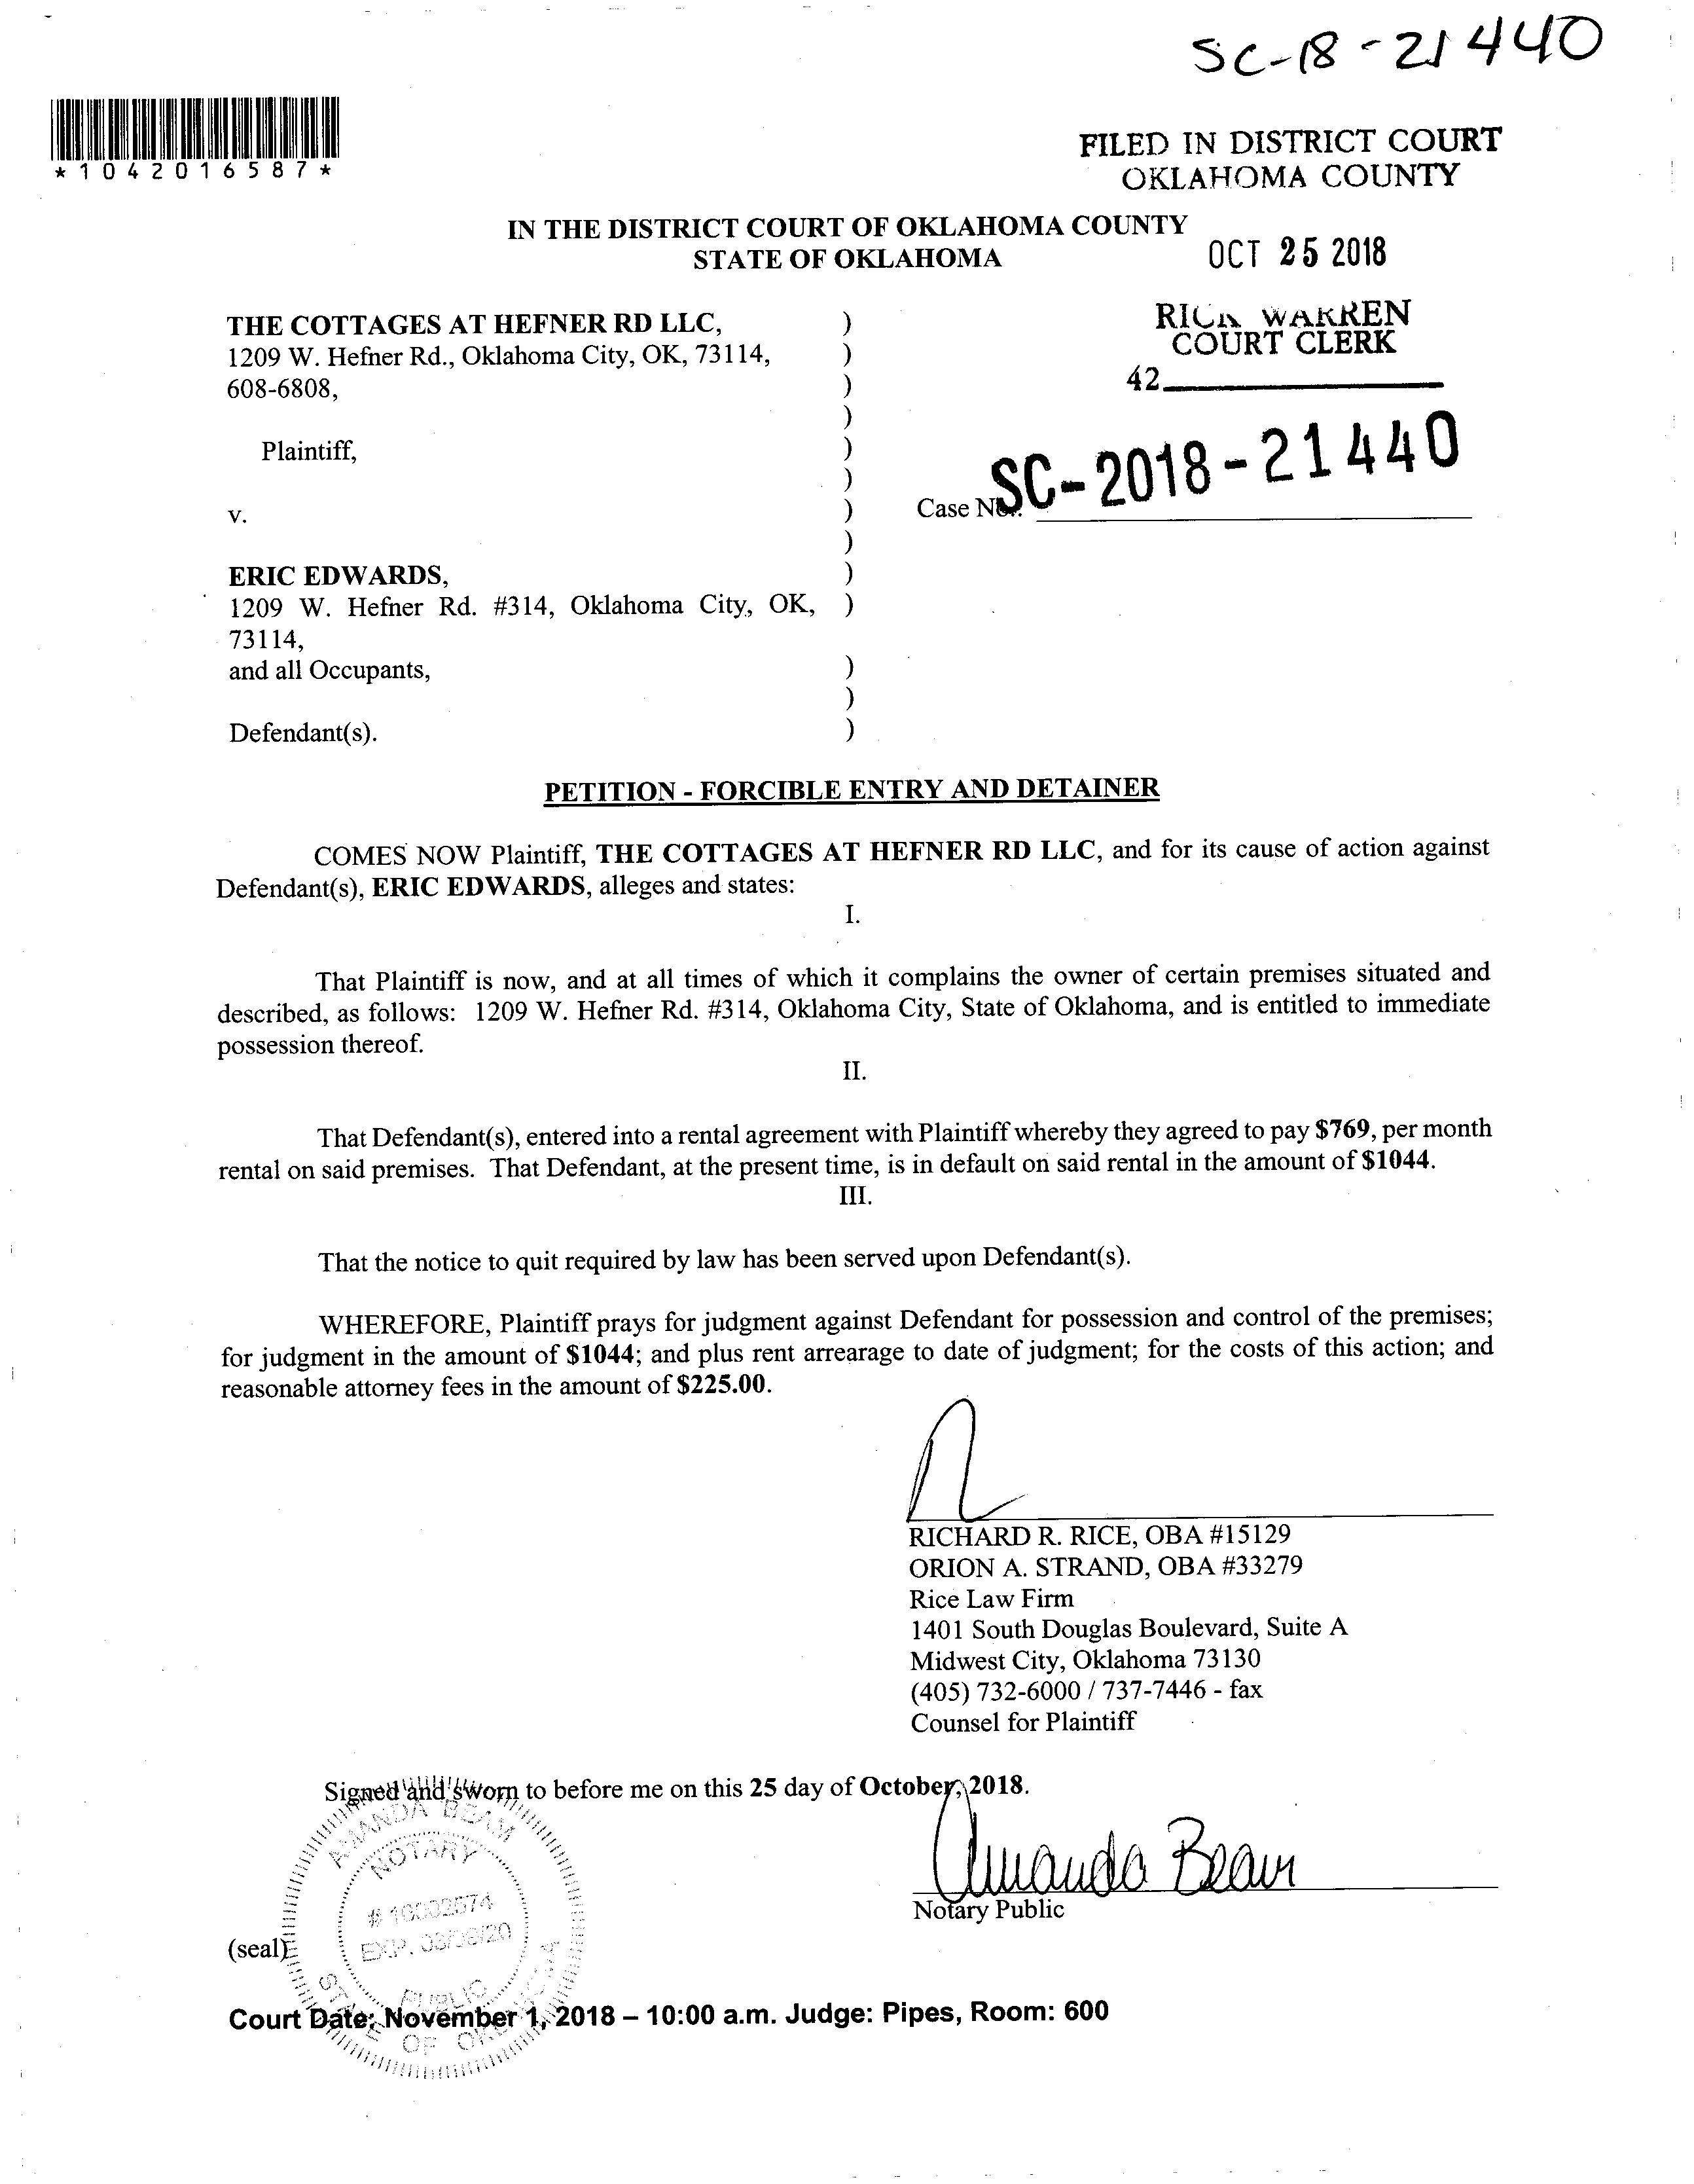 SC-18-21440
*1042016587*
FILED IN DISTRICT COURT
OKLAHOMA COUNTY
IN THE DISTRICT COURT OF OKLAHOMA COUNTY
STATE OF OKLAHOMA
OCT 25 2018
RICK WARREN
COURT CLERK
42
THE COTTAGES AT HEFNER RD LLC, )
1209 W. Hefner Rd., Oklahoma City, OK, 73114, )
608-6808, )
)
Plaintiff, )
)
v. )
)
Case No.: SC-2018-21440
ERIC EDWARDS, )
1209 W. Hefner Rd. #314, Oklahoma City, OK, )
73114,
and all Occupants, )
)
Defendant(s). )
PETITION - FORCIBLE ENTRY AND DETAINER
COMES NOW Plaintiff, THE COTTAGES AT HEFNER RD LLC, and for its cause of action against
Defendant(s), ERIC EDWARDS, alleges and states:
I.
That Plaintiff is now, and at all times of which it complains the owner of certain premises situated and
described, as follows: 1209 W. Hefner Rd. #314, Oklahoma City, State of Oklahoma, and is entitled to immediate
possession thereof.
II.
That Defendant(s), entered into a rental agreement with Plaintiff whereby they agreed to pay $769, per month
rental on said premises. That Defendant, at the present time, is in default on said rental in the amount of $1044.
III.
That the notice to quit required by law has been served upon Defendant(s).
WHEREFORE, Plaintiff prays for judgment against Defendant for possession and control of the premises;
for judgment in the amount of $1044; and plus rent arrearage to date of judgment; for the costs of this action; and
reasonable attorney fees in the amount of $225.00.
RICHARD R. RICE, OBA #15129
ORION A. STRAND, OBA #33279
Rice Law Firm
1401 South Douglas Boulevard, Suite A
Midwest City, Oklahoma 73130
(405) 732-6000 / 737-7446 - fax
Counsel for Plaintiff
Signed and sworn to before me on this 25 day of October, 2018.
AMANDA BEAM
NOTARY
PUBLIC
STATE OF OKLAHOMA
Amanda Beam
Notary Public
(seal)
Court Date: November 1, 2018 – 10:00 a.m. Judge: Pipes, Room: 600